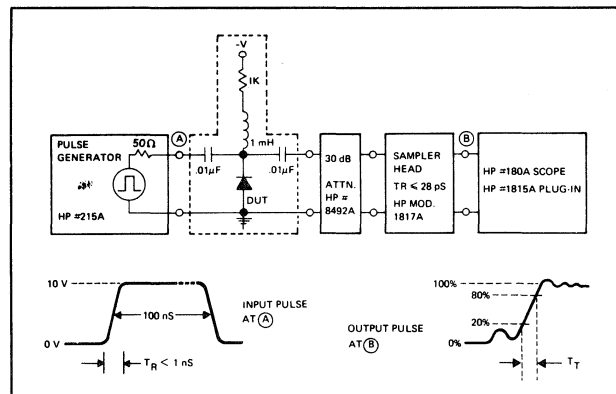 -V
1K
1 mH
PULSE
GENERATOR
50Ω
HP #215A
A
.01μF
.01μF
DUT
30 dB
ATTN.
HP #
8492A
SAMPLER
HEAD
TR ≤ 28 pS
HP MOD.
1817A
B
HP #180A SCOPE
HP #1815A PLUG-IN
10 V
0 V
100 nS
TR < 1 nS
INPUT PULSE
AT A
OUTPUT PULSE
AT B
100%
80%
20%
0%
TT